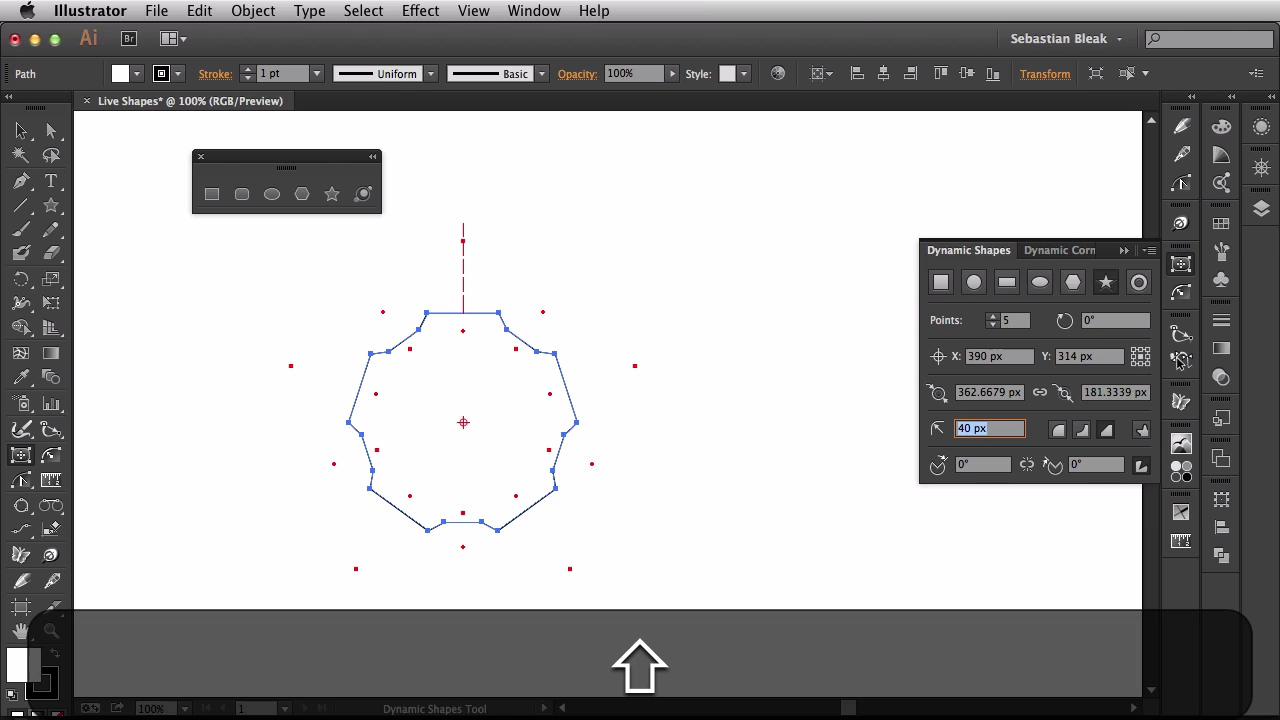 Illustrator File Edit Object Type Select Effect View Window Help
Ai Br Sebastian Bleak
Path Stroke: 1 pt Uniform Basic Opacity: 100% Style: Transform
× Live Shapes* @ 100% (RGB/Preview)
Dynamic Shapes Dynamic Corn
Points: 5 0°
X: 390 px Y: 314 px
362.6679 px 181.3339 px
40 px
0° 0°
T
100% 1 Dynamic Shapes Tool